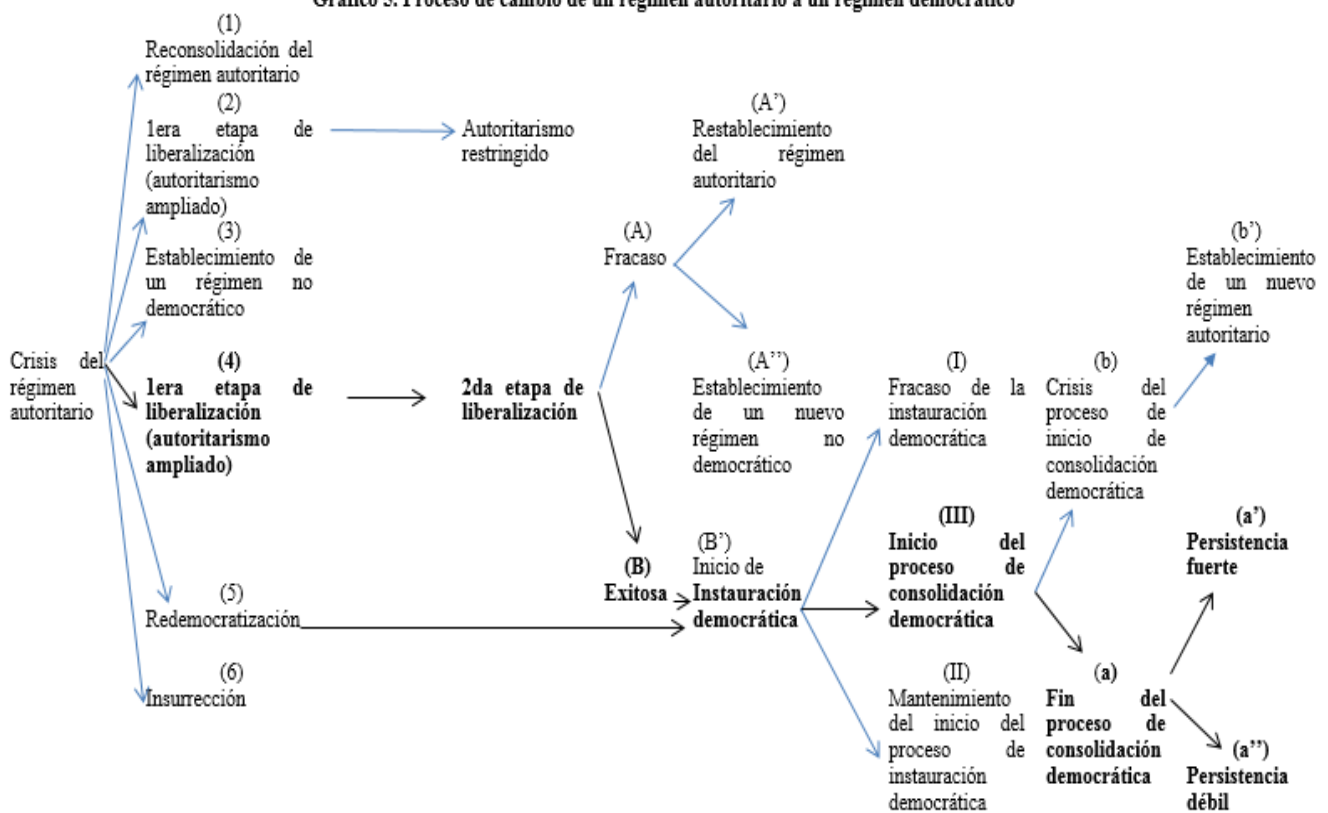 Gráfico 3. Proceso de cambio de un régimen autoritario a un régimen democrático
(1)
Reconsolidación del
régimen autoritario
(2)
1era etapa de
liberalización
(autoritarismo
ampliado)
Autoritarismo
restringido
(3)
Establecimiento de
un régimen no
democrático
Crisis del
régimen
autoritario
(4)
1era etapa de
liberalización
(autoritarismo
ampliado)
2da etapa de
liberalización
(5)
Redemocratización
(6)
Insurrección
(A)
Fracaso
(A’)
Restablecimiento
del régimen
autoritario
(A’’)
Establecimiento
de un nuevo
régimen no
democrático
(B)
Exitosa
(B’)
Inicio de
Instauración
democrática
(I)
Fracaso de la
instauración
democrática
(III)
Inicio del
proceso de
consolidación
democrática
(II)
Mantenimiento
del inicio del
proceso de
instauración
democrática
(b)
Crisis del
proceso de
inicio de
consolidación
democrática
(b’)
Establecimiento
de un nuevo
régimen
autoritario
(a)
Fin del
proceso de
consolidación
democrática
(a’)
Persistencia
fuerte
(a’’)
Persistencia
débil